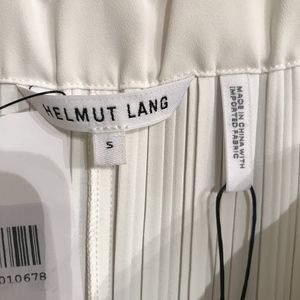 HELMUT LANG
S
MADE IN CHINA WITH
IMPORTED FABRIC
010678